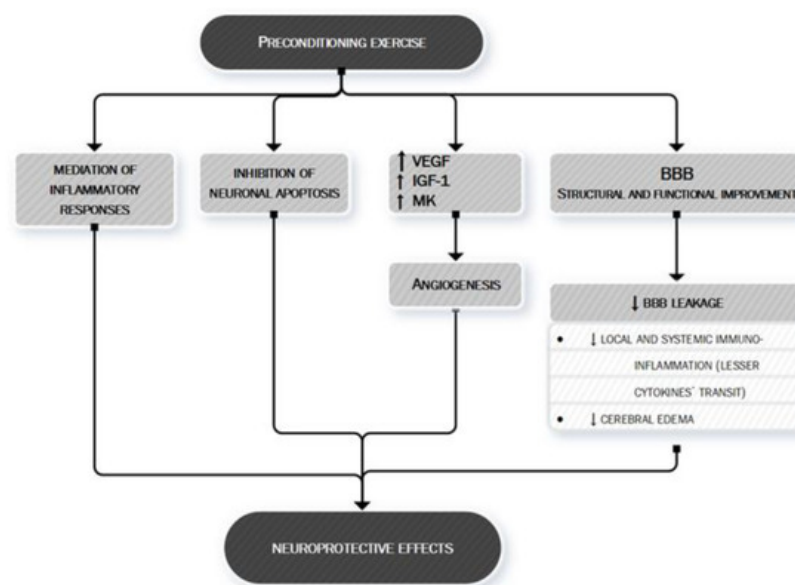 PRECONDITIONING EXERCISE
MEDIATION OF
INFLAMMATORY
RESPONSES
INHIBITION OF
NEURONAL APOPTOSIS
↑ VEGF
↑ IGF-1
↑ MK
BBB
STRUCTURAL AND FUNCTIONAL IMPROVEMENT
ANGIOGENESIS
↓ BBB LEAKAGE
• ↓ LOCAL AND SYSTEMIC IMMUNO-
INFLAMMATION (LESSER
CYTOKINES´ TRANSIT)
• ↓ CEREBRAL EDEMA
NEUROPROTECTIVE EFFECTS